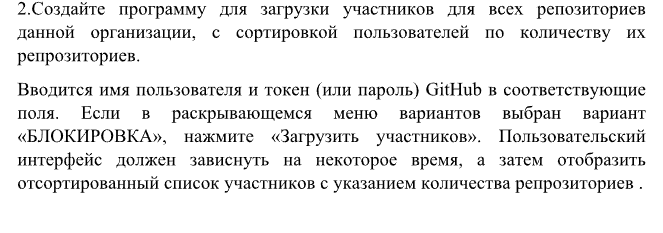 2.Создайте программу для загрузки участников для всех репозиториев
данной организации, с сортировкой пользователей по количеству их
репрозиториев.
Вводится имя пользователя и токен (или пароль) GitHub в соответствующие
поля. Если в раскрывающемся меню вариантов выбран вариант
«БЛОКИРОВКА», нажмите «Загрузить участников». Пользовательский
интерфейс должен зависнуть на некоторое время, а затем отобразить
отсортированный список участников с указанием количества репрозиториев .